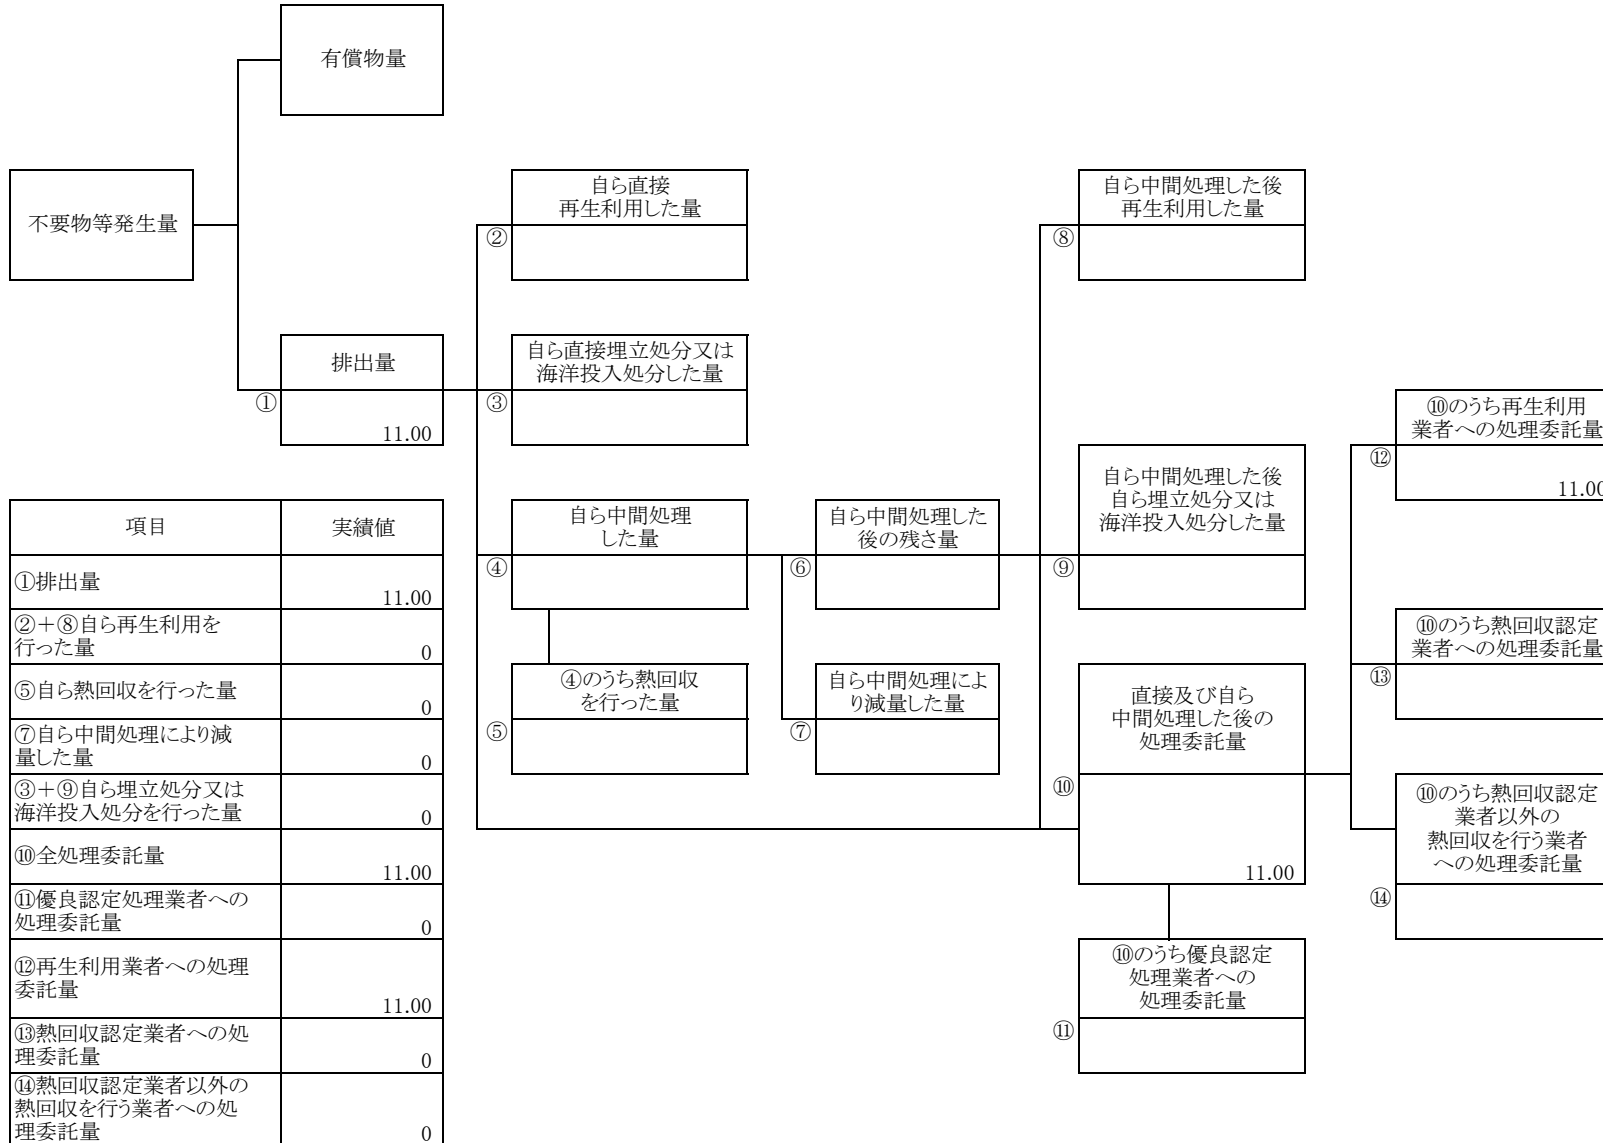 有償物量
不要物等発生量
自ら直接
再生利用した量
②
自ら中間処理した後
再生利用した量
⑧
排出量
①
11.00
自ら直接埋立処分又は
海洋投入処分した量
③
⑩のうち再生利用
業者への処理委託量
⑫
11.00
自ら中間処理した後
自ら埋立処分又は
海洋投入処分した量
⑨
自ら中間処理
した量
④
自ら中間処理した
後の残さ量
⑥
⑩のうち熱回収認定
業者への処理委託量
⑬
④のうち熱回収
を行った量
⑤
自ら中間処理によ
り減量した量
⑦
直接及び自ら
中間処理した後の
処理委託量
⑩
11.00
⑩のうち熱回収認定
業者以外の
熱回収を行う業者
への処理委託量
⑭
⑩のうち優良認定
処理業者への
処理委託量
⑪
項目 実績値
①排出量
11.00
②+⑧自ら再生利用を
行った量 0
⑤自ら熱回収を行った量
0
⑦自ら中間処理により減
量した量 0
③+⑨自ら埋立処分又は
海洋投入処分を行った量 0
⑩全処理委託量
11.00
⑪優良認定処理業者への
処理委託量 0
⑫再生利用業者への処理
委託量
11.00
⑬熱回収認定業者への処
理委託量 0
⑭熱回収認定業者以外の
熱回収を行う業者への処
理委託量 0